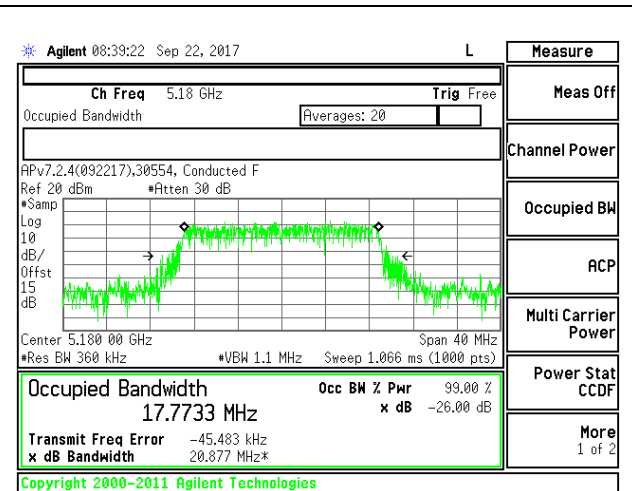 Agilent 08:39:22 Sep 22, 2017 L
Measure
Ch Freq 5.18 GHz Trig Free
Meas Off
Occupied Bandwidth Averages: 20
Channel Power
APv7.2.4(092217),30554, Conducted F
Ref 20 dBm #Atten 30 dB
#Samp
Occupied BW
Log
10
dB/
ACP
Offst
15
dB
Multi Carrier
Power
Center 5.180 00 GHz Span 40 MHz
#Res BW 360 kHz #VBW 1.1 MHz Sweep 1.066 ms (1000 pts)
Power Stat
CCDF
Occupied Bandwidth Occ BW % Pwr 99.00 %
17.7733 MHz x dB -26.00 dB
Transmit Freq Error -45.483 kHz
x dB Bandwidth 20.877 MHz*
More
1 of 2
Copyright 2000-2011 Agilent Technologies